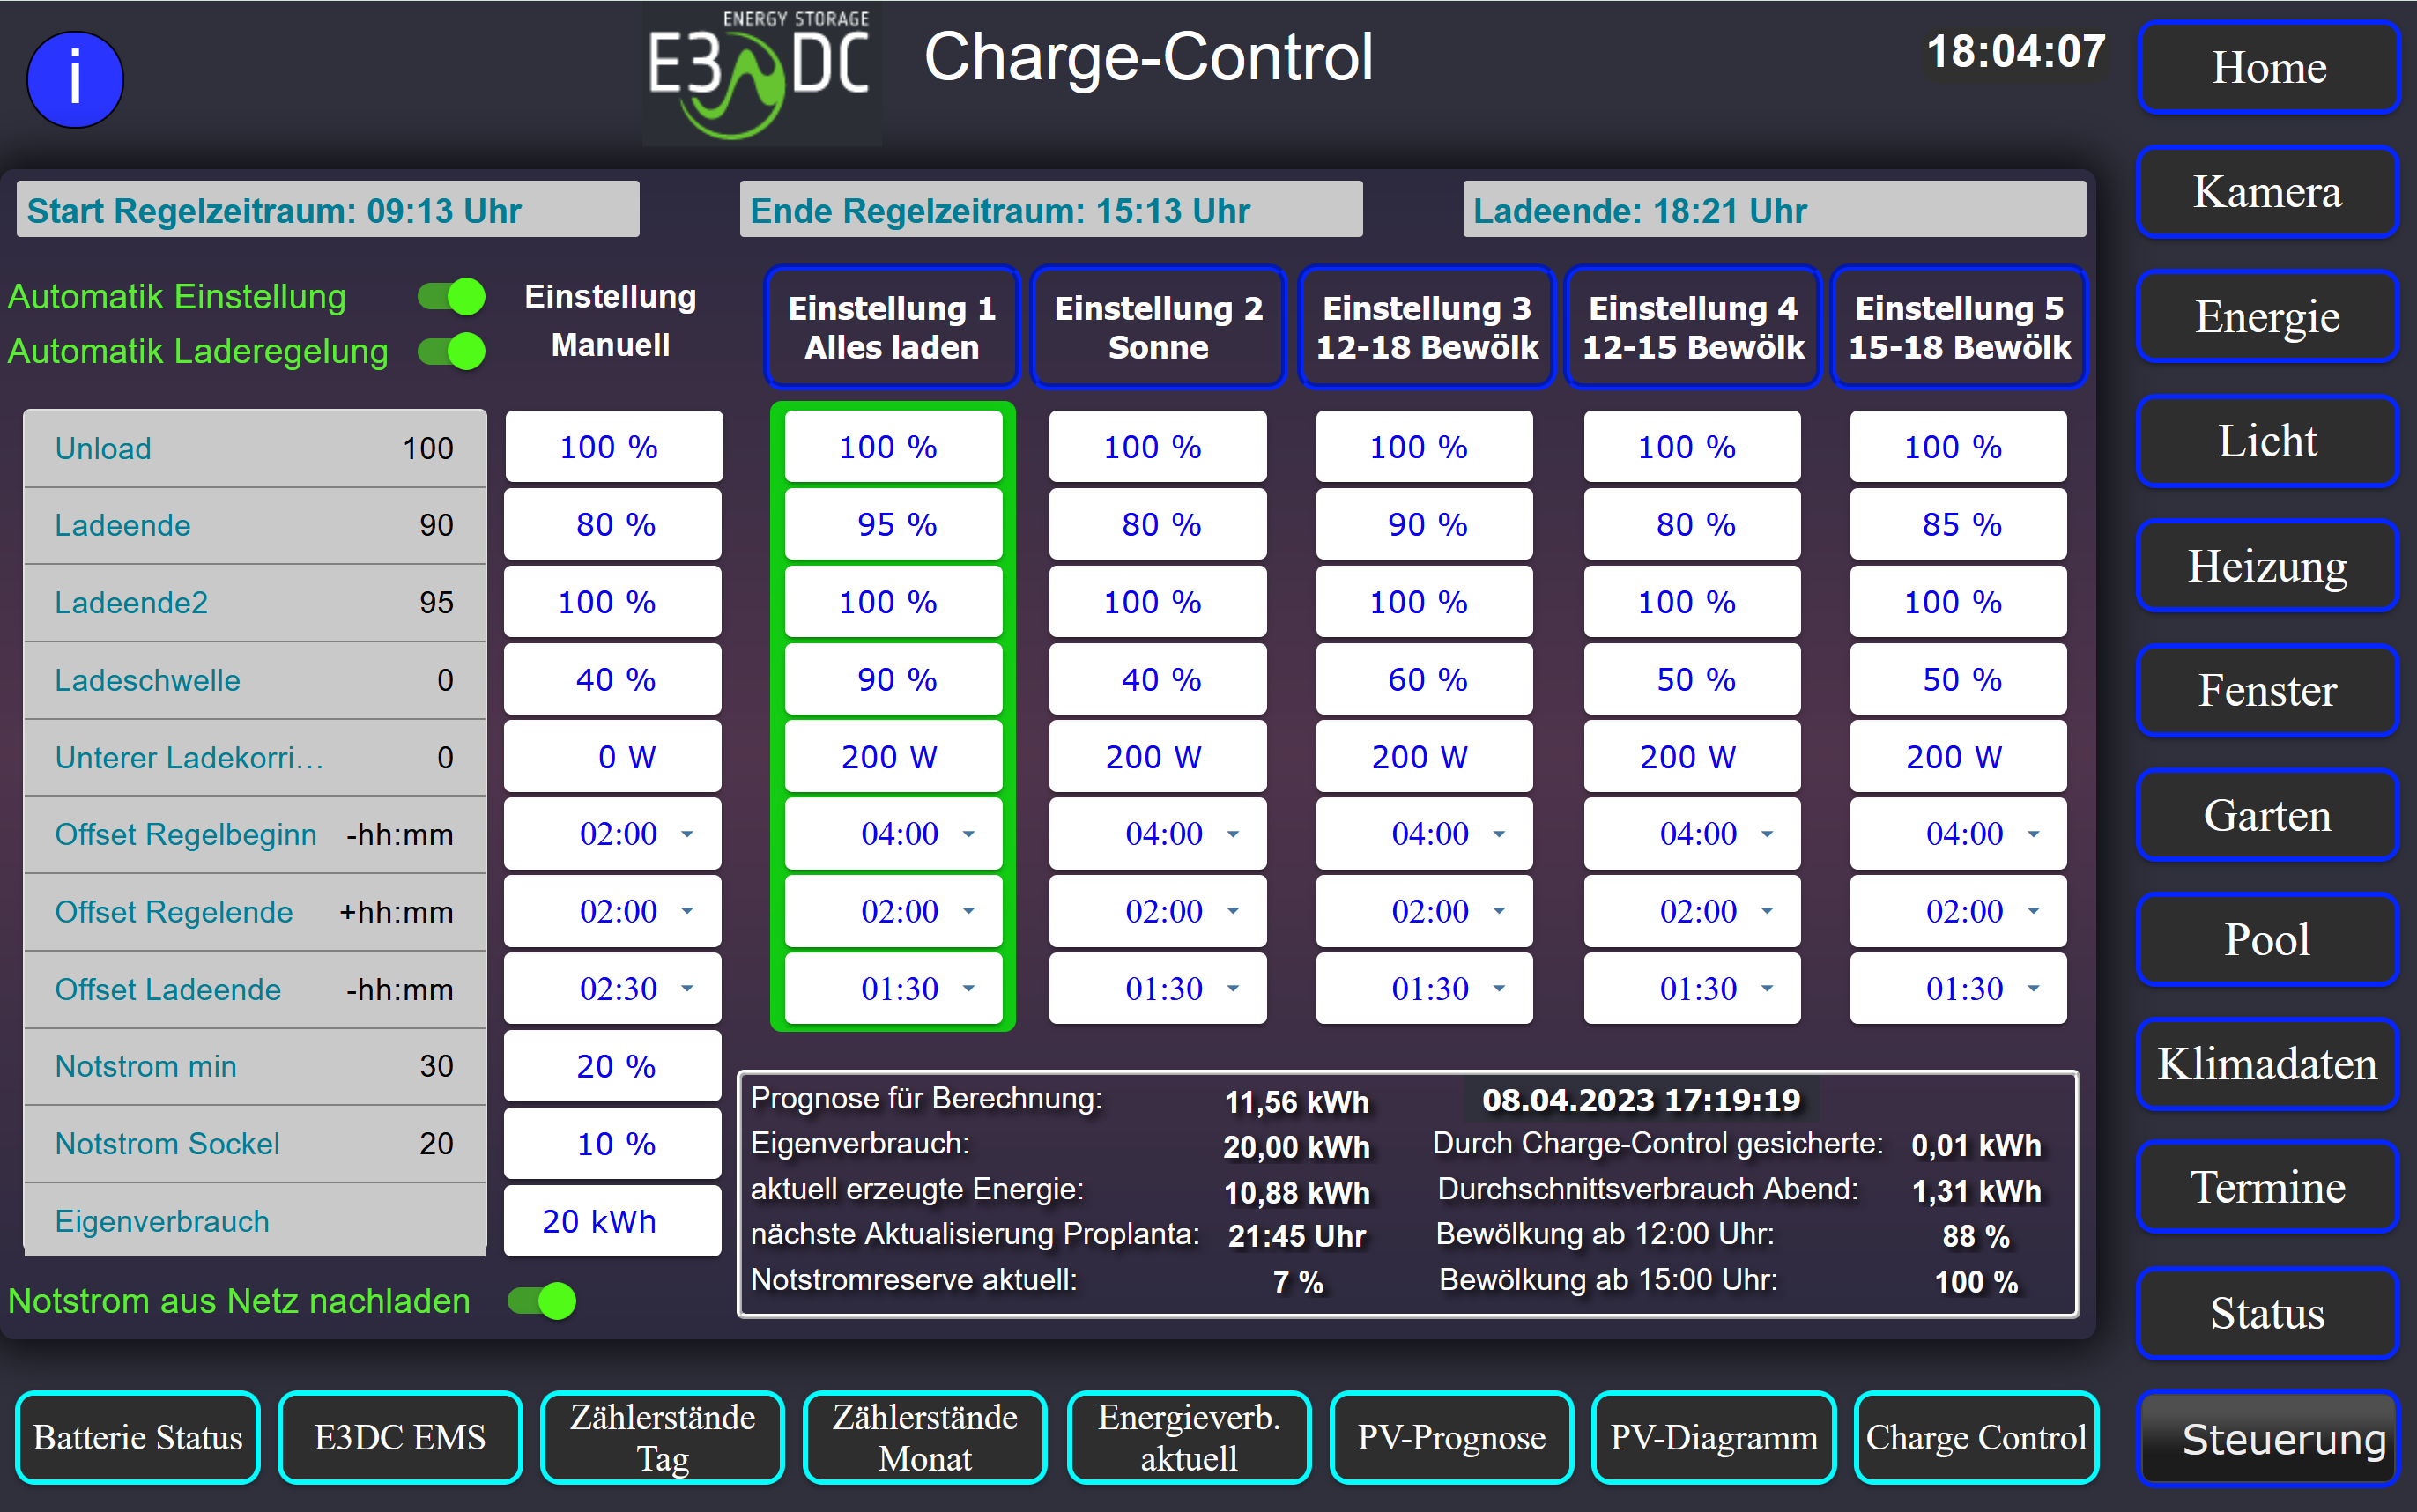 i
ENERGY STORAGE
E3DC
Charge-Control
18:04:07
Start Regelzeitraum: 09:13 Uhr
Ende Regelzeitraum: 15:13 Uhr
Ladeende: 18:21 Uhr
Automatik Einstellung
Automatik Laderegelung
Einstellung
Manuell
Einstellung 1
Alles laden
Einstellung 2
Sonne
Einstellung 3
12-18 Bewölk
Einstellung 4
12-15 Bewölk
Einstellung 5
15-18 Bewölk
Unload 100 100 % 100 % 100 % 100 % 100 % 100 %
Ladeende 90 80 % 95 % 80 % 90 % 80 % 85 %
Ladeende2 95 100 % 100 % 100 % 100 % 100 % 100 %
Ladeschwelle 0 40 % 90 % 40 % 60 % 50 % 50 %
Unterer Ladekorri... 0 0 W 200 W 200 W 200 W 200 W 200 W
Offset Regelbeginn -hh:mm 02:00 04:00 04:00 04:00 04:00 04:00
Offset Regelende +hh:mm 02:00 02:00 02:00 02:00 02:00 02:00
Offset Ladeende -hh:mm 02:30 01:30 01:30 01:30 01:30 01:30
Notstrom min 30 20 %
Notstrom Sockel 20 10 %
Eigenverbrauch 20 kWh
Notstrom aus Netz nachladen
Prognose für Berechnung: 11,56 kWh 08.04.2023 17:19:19
Eigenverbrauch: 20,00 kWh Durch Charge-Control gesicherte: 0,01 kWh
aktuell erzeugte Energie: 10,88 kWh Durchschnittsverbrauch Abend: 1,31 kWh
nächste Aktualisierung Proplanta: 21:45 Uhr Bewölkung ab 12:00 Uhr: 88 %
Notstromreserve aktuell: 7 % Bewölkung ab 15:00 Uhr: 100 %
Home
Kamera
Energie
Licht
Heizung
Fenster
Garten
Pool
Klimadaten
Termine
Status
Steuerung
Batterie Status
E3DC EMS
Zählerstände
Tag
Zählerstände
Monat
Energieverb.
aktuell
PV-Prognose
PV-Diagramm
Charge Control